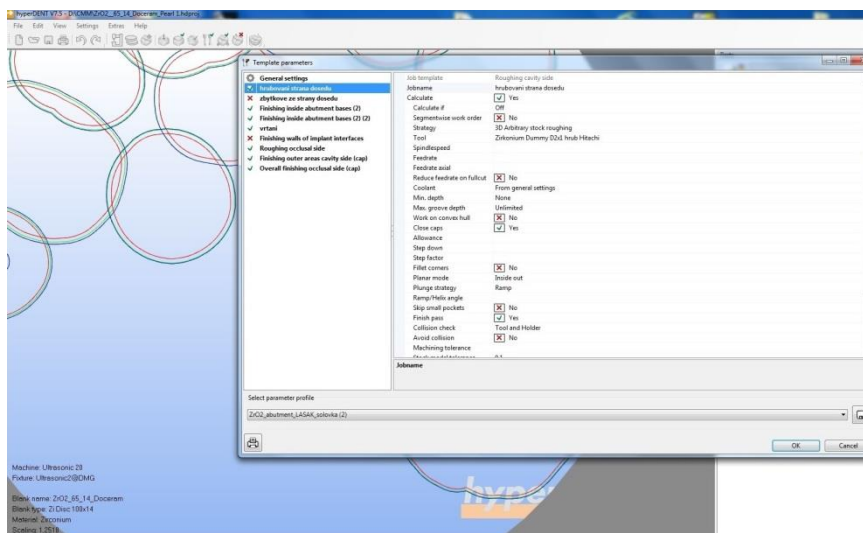 hyperDENT V7.5 - D:\CMM\ZrO2__65_14_Doceram_Pearl 1.hdproj
File Edit View Settings Extras Help
Template parameters
General settings
hrubovani strana dosedu
zbytkove ze strany dosedu
Finishing inside abutment bases (2)
Finishing inside abutment bases (2) (2)
vrtani
Finishing walls of implant interfaces
Roughing occlusal side
Finishing outer areas cavity side (cap)
Overall finishing occlusal side (cap)
Job template Roughing cavity side
Jobname hrubovani strana dosedu
Calculate Yes
Calculate if Off
Segmentwise work order No
Strategy 3D Arbitrary stock roughing
Tool Zirkonium Dummy D2x1 hrub Hitachi
Spindlespeed
Feedrate
Feedrate axial
Reduce feedrate on fullcut No
Coolant From general settings
Min. depth None
Max. groove depth Unlimited
Work on convex hull No
Close caps Yes
Allowance
Step down
Step factor
Fillet corners No
Planar mode Inside out
Plunge strategy Ramp
Ramp/Helix angle
Skip small pockets No
Finish pass Yes
Collision check Tool and Holder
Avoid collision No
Machining tolerance
Jobname
Select parameter profile
ZrO2_abutment_LASAK_solovka (2)
OK Cancel
Machine: Ultrasonic 20
Fixture: Ultrasonic2@DMG
Blank name: ZrO2_65_14_Doceram
Blank type: Zi Disc 100x14
Material: Zirconium
Scaling: 1.2518